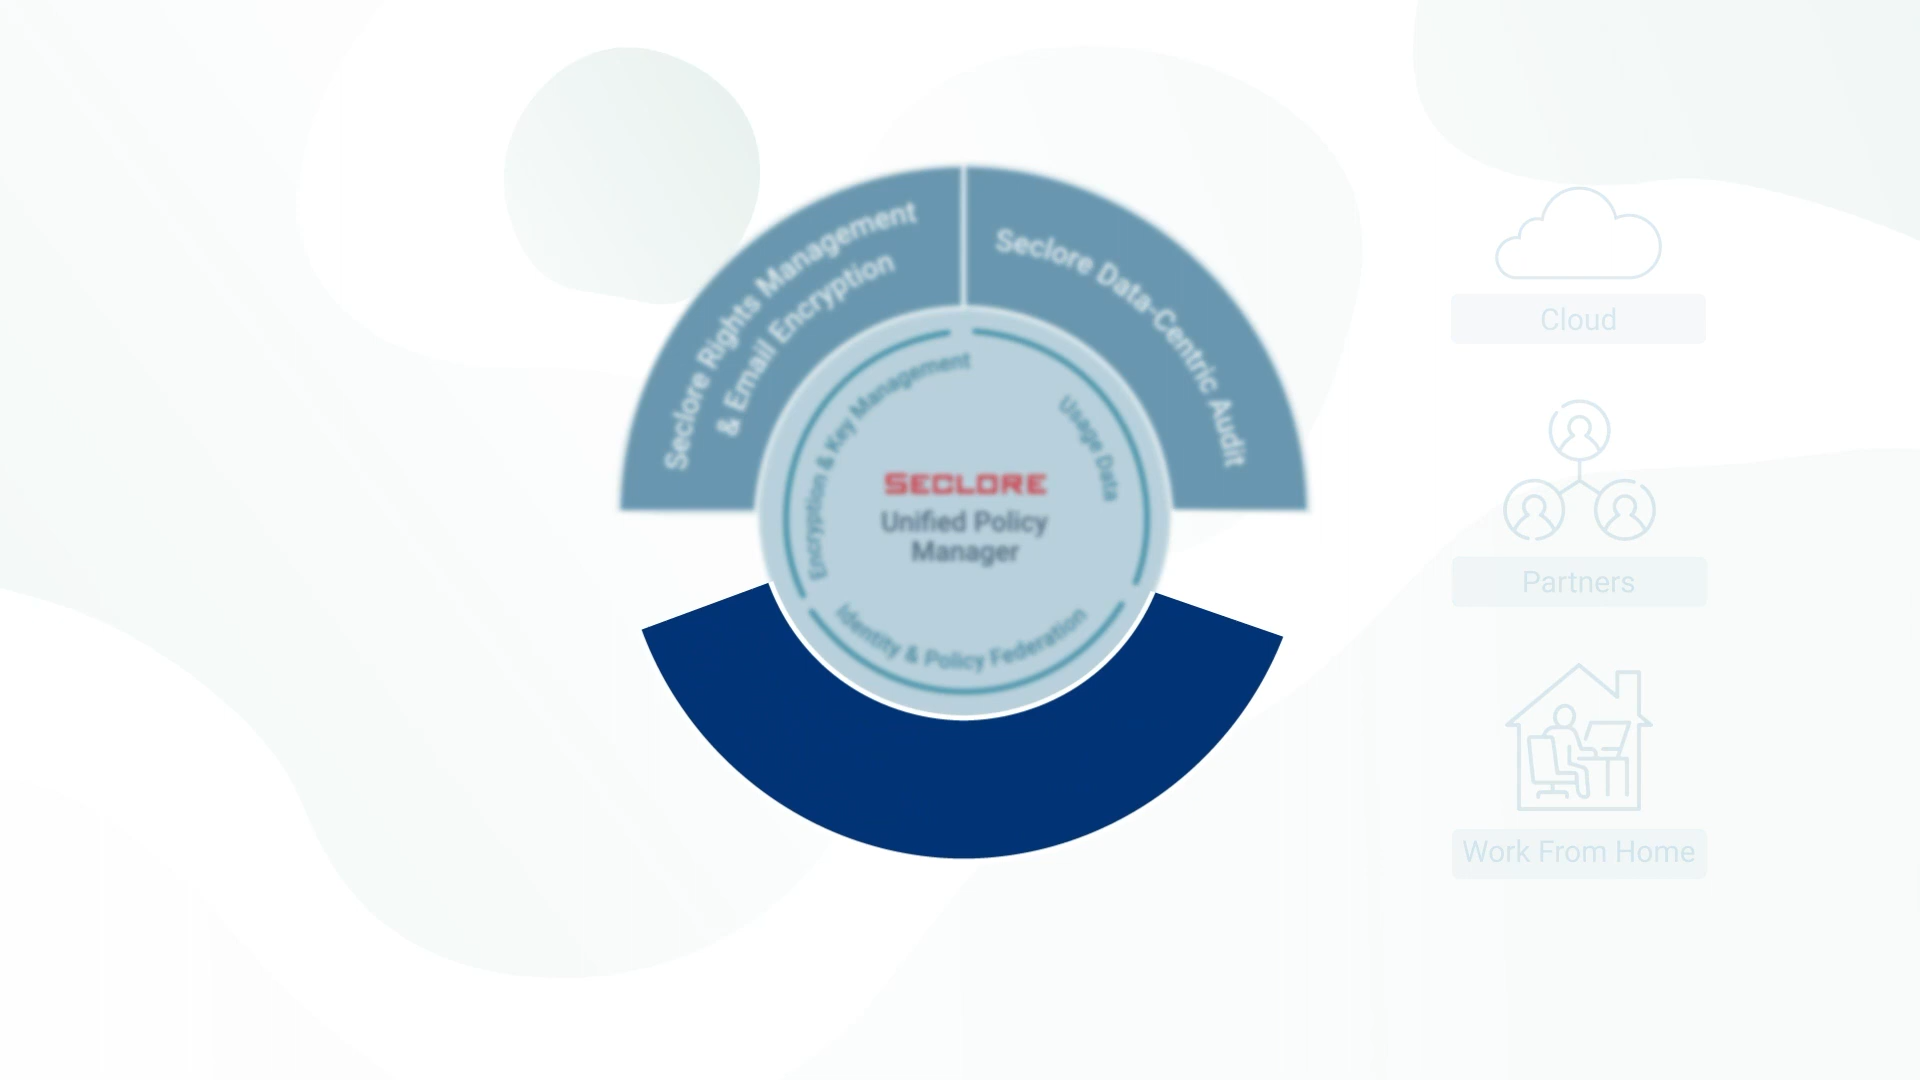 Seclore Rights Management
& Email Encryption
Seclore Data-Centric Audit
Encryption & Key Management
Usage Data
SECLORE
Unified Policy
Manager
Identity & Policy Federation
Cloud
Partners
Work From Home